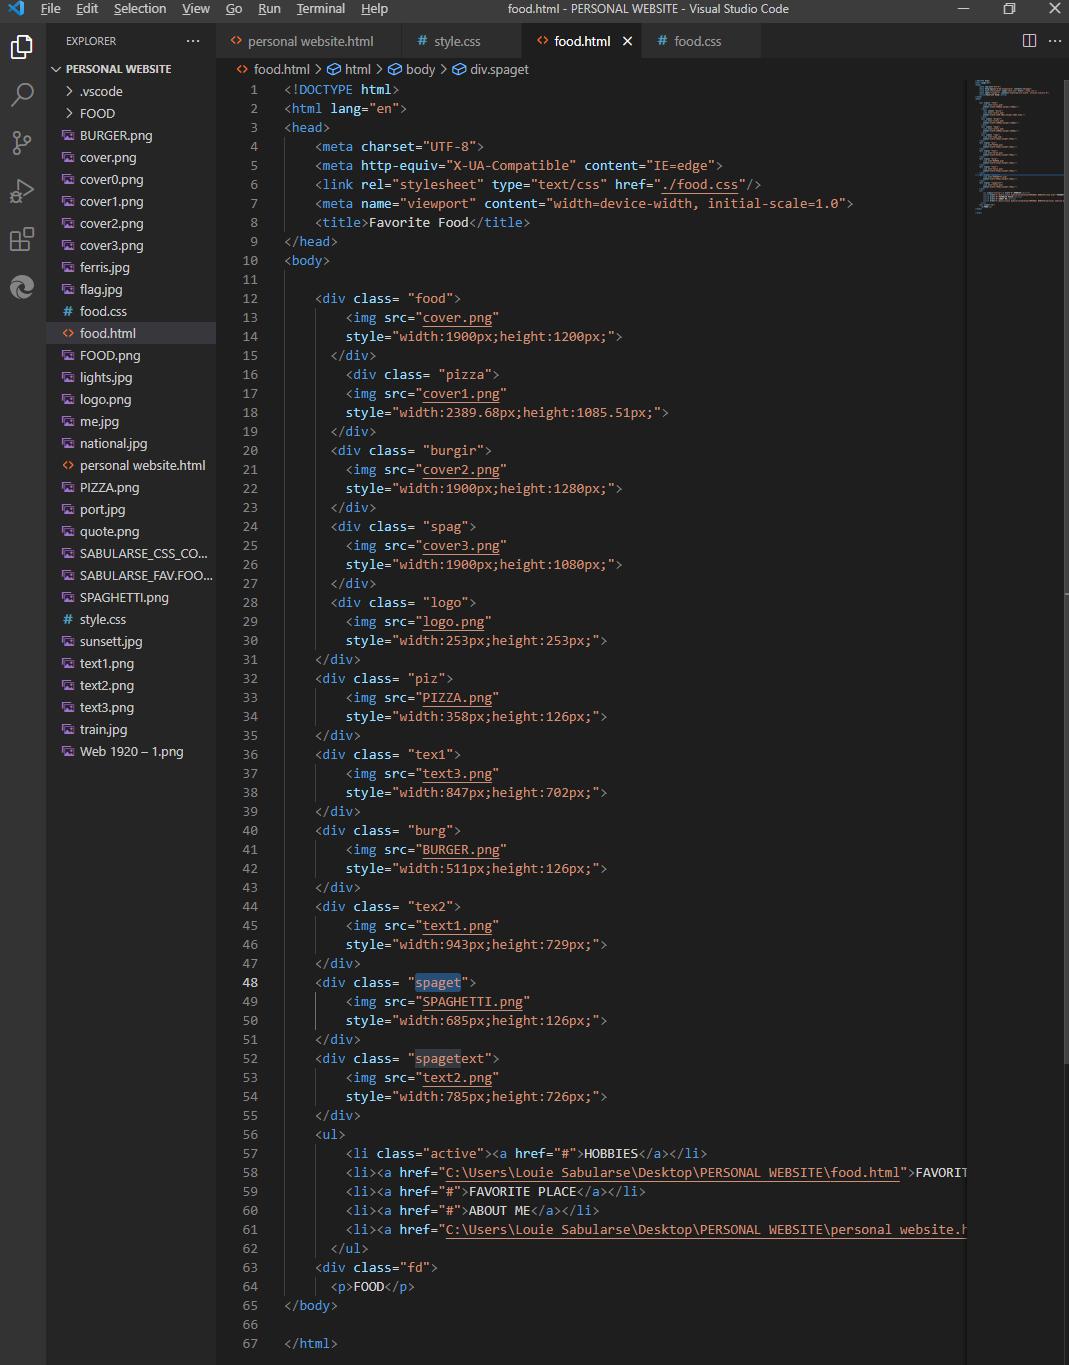 File Edit Selection View Go Run Terminal Help food.html - PERSONAL WEBSITE - Visual Studio Code
EXPLORER ...
PERSONAL WEBSITE
.vscode
FOOD
BURGER.png
cover.png
cover0.png
cover1.png
cover2.png
cover3.png
ferris.jpg
flag.jpg
# food.css
<> food.html
FOOD.png
lights.jpg
logo.png
me.jpg
national.jpg
<> personal website.html
PIZZA.png
port.jpg
quote.png
SABULARSE_CSS_CO...
SABULARSE_FAV.FOO...
SPAGHETTI.png
# style.css
sunsett.jpg
text1.png
text2.png
text3.png
train.jpg
Web 1920 – 1.png
<> personal website.html # style.css <> food.html × # food.css
<> food.html > html > body > div.spaget
1 <!DOCTYPE html>
2 <html lang="en">
3 <head>
4 <meta charset="UTF-8">
5 <meta http-equiv="X-UA-Compatible" content="IE=edge">
6 <link rel="stylesheet" type="text/css" href="./food.css"/>
7 <meta name="viewport" content="width=device-width, initial-scale=1.0">
8 <title>Favorite Food</title>
9 </head>
10 <body>
11
12 <div class= "food">
13 <img src="cover.png"
14 style="width:1900px;height:1200px;">
15 </div>
16 <div class= "pizza">
17 <img src="cover1.png"
18 style="width:2389.68px;height:1085.51px;">
19 </div>
20 <div class= "burgir">
21 <img src="cover2.png"
22 style="width:1900px;height:1280px;">
23 </div>
24 <div class= "spag">
25 <img src="cover3.png"
26 style="width:1900px;height:1080px;">
27 </div>
28 <div class= "logo">
29 <img src="logo.png"
30 style="width:253px;height:253px;">
31 </div>
32 <div class= "piz">
33 <img src="PIZZA.png"
34 style="width:358px;height:126px;">
35 </div>
36 <div class= "tex1">
37 <img src="text3.png"
38 style="width:847px;height:702px;">
39 </div>
40 <div class= "burg">
41 <img src="BURGER.png"
42 style="width:511px;height:126px;">
43 </div>
44 <div class= "tex2">
45 <img src="text1.png"
46 style="width:943px;height:729px;">
47 </div>
48 <div class= "spaget">
49 <img src="SPAGHETTI.png"
50 style="width:685px;height:126px;">
51 </div>
52 <div class= "spagetext">
53 <img src="text2.png"
54 style="width:785px;height:726px;">
55 </div>
56 <ul>
57 <li class="active"><a href="#">HOBBIES</a></li>
58 <li><a href="C:\Users\Louie Sabularse\Desktop\PERSONAL WEBSITE\food.html">FAVORIT
59 <li><a href="#">FAVORITE PLACE</a></li>
60 <li><a href="#">ABOUT ME</a></li>
61 <li><a href="C:\Users\Louie Sabularse\Desktop\PERSONAL WEBSITE\personal website.h
62 </ul>
63 <div class="fd">
64 <p>FOOD</p>
65 </body>
66
67 </html>